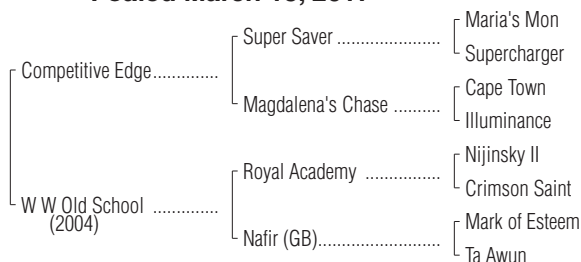 Foaled March 13, 2017
Maria's Mon
Super Saver ......................
Supercharger
Competitive Edge..............
Cape Town
Magdalena's Chase ..........
Illuminance
Nijinsky II
Royal Academy ................
Crimson Saint
W W Old School ..............
(2004)
Mark of Esteem
Nafir (GB)..........................
Ta Awun